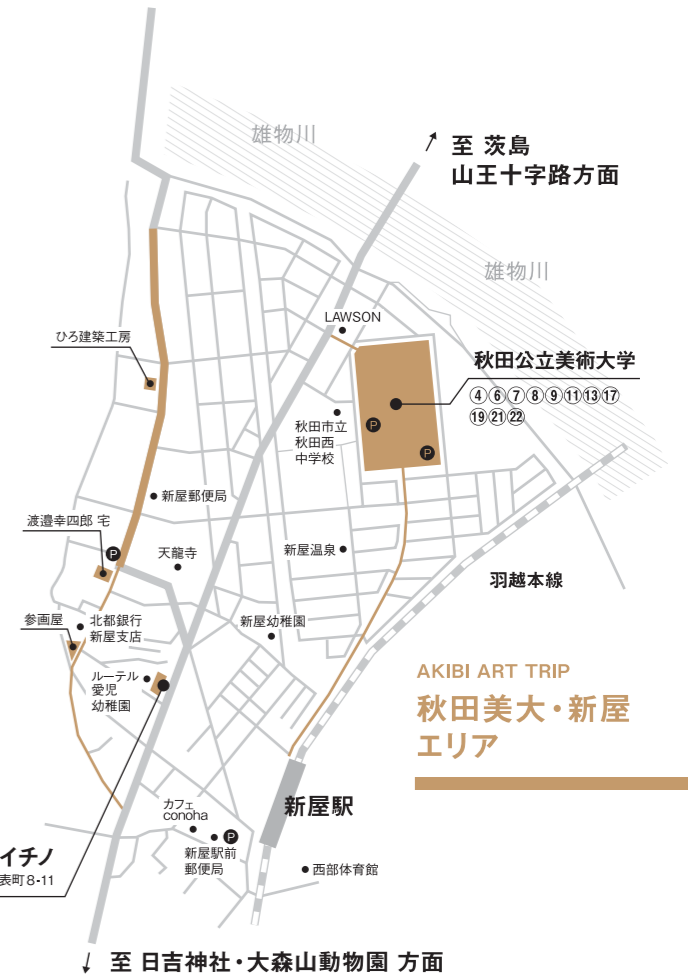 雄物川
至 茨島
山王十字路方面
雄物川
LAWSON
ひろ建築工房
秋田公立美術大学
④⑥⑦⑧⑨⑪⑬⑰
⑲㉑㉒
秋田市立
秋田西
中学校
P
P
新屋郵便局
渡邉幸四郎 宅
P
天龍寺
新屋温泉
羽越本線
参画屋
北都銀行
新屋支店
新屋幼稚園
ルーテル
愛児
幼稚園
AKIBI ART TRIP
秋田美大・新屋
エリア
新屋駅
カフェ
conoha
P
新屋駅前
郵便局
イチノ
表町8-11
西部体育館
至 日吉神社・大森山動物園 方面